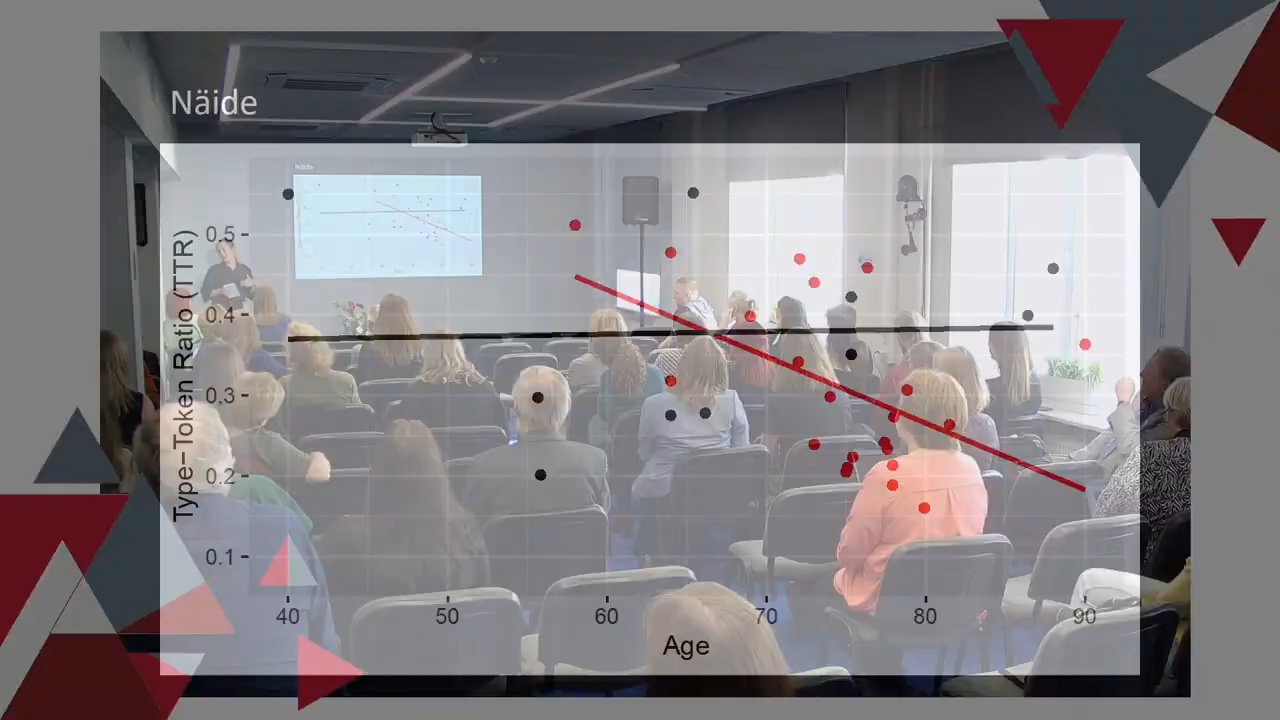 Näide
Näide
Type−Token Ratio (TTR)
0.5
0.4
0.3
0.2
0.1
40
50
60
70
80
90
Age